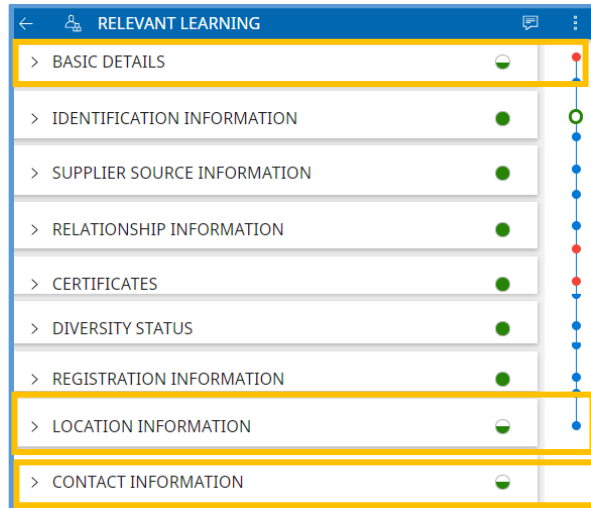 RELEVANT LEARNING
BASIC DETAILS
IDENTIFICATION INFORMATION
SUPPLIER SOURCE INFORMATION
RELATIONSHIP INFORMATION
CERTIFICATES
DIVERSITY STATUS
REGISTRATION INFORMATION
LOCATION INFORMATION
CONTACT INFORMATION